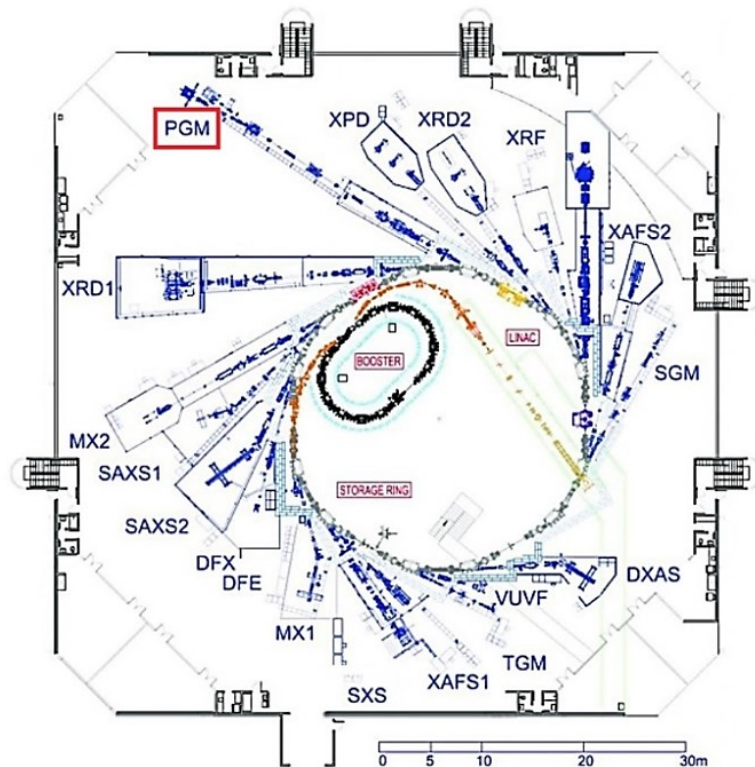 PGM
XPD
XRD2
XRF
XAFS2
XRD1
LINAC
BOOSTER
SGM
MX2
SAXS1
STORAGE RING
SAXS2
DFX
DFE
DXAS
VUVF
MX1
TGM
XAFS1
SXS
0 5 10 20 30m